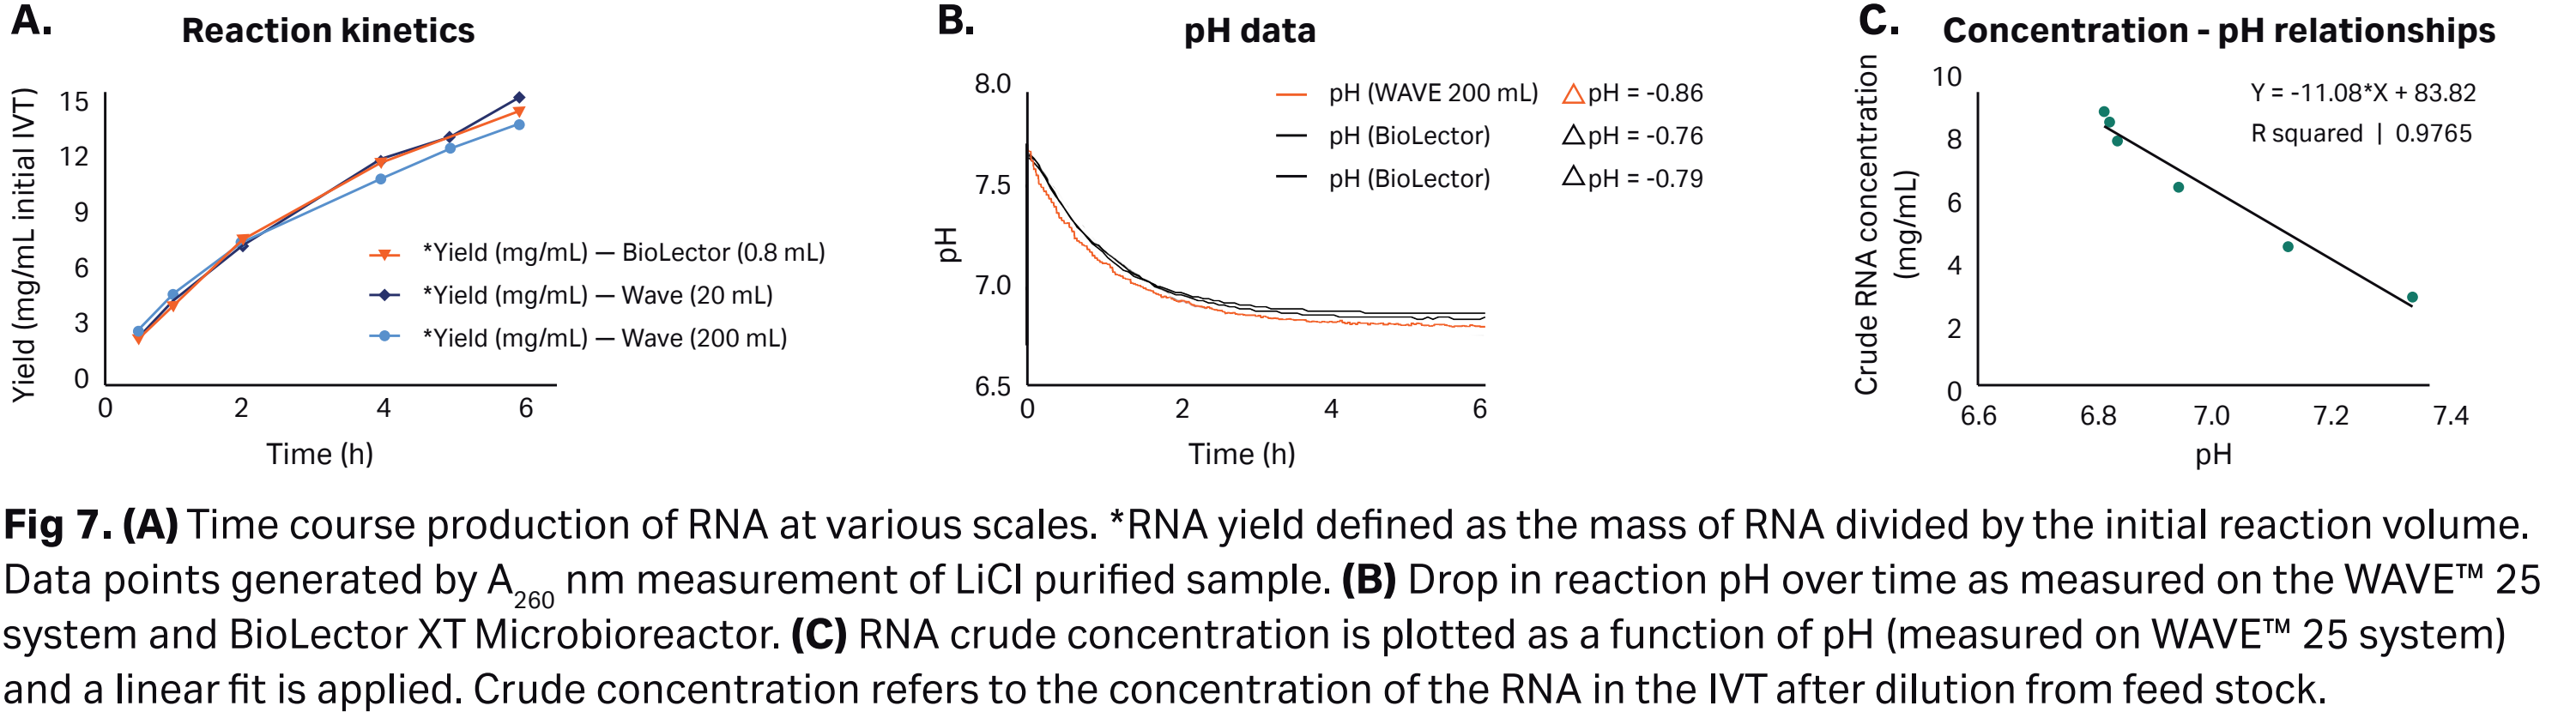 A.
Reaction kinetics
Yield (mg/mL initial IVT)
15
12
9
6
3
0
0 2 4 6
Time (h)
*Yield (mg/mL) — BioLector (0.8 mL)
*Yield (mg/mL) — Wave (20 mL)
*Yield (mg/mL) — Wave (200 mL)
B.
pH data
pH
8.0
7.5
7.0
6.5
0 2 4 6
Time (h)
pH (WAVE 200 mL) △pH = -0.86
pH (BioLector) △pH = -0.76
pH (BioLector) △pH = -0.79
C.
Concentration - pH relationships
Crude RNA concentration
(mg/mL)
10
8
6
4
2
0
6.6 6.8 7.0 7.2 7.4
pH
Y = -11.08*X + 83.82
R squared | 0.9765
Fig 7. (A) Time course production of RNA at various scales. *RNA yield defined as the mass of RNA divided by the initial reaction volume.
Data points generated by A260 nm measurement of LiCl purified sample. (B) Drop in reaction pH over time as measured on the WAVE™ 25
system and BioLector XT Microbioreactor. (C) RNA crude concentration is plotted as a function of pH (measured on WAVE™ 25 system)
and a linear fit is applied. Crude concentration refers to the concentration of the RNA in the IVT after dilution from feed stock.